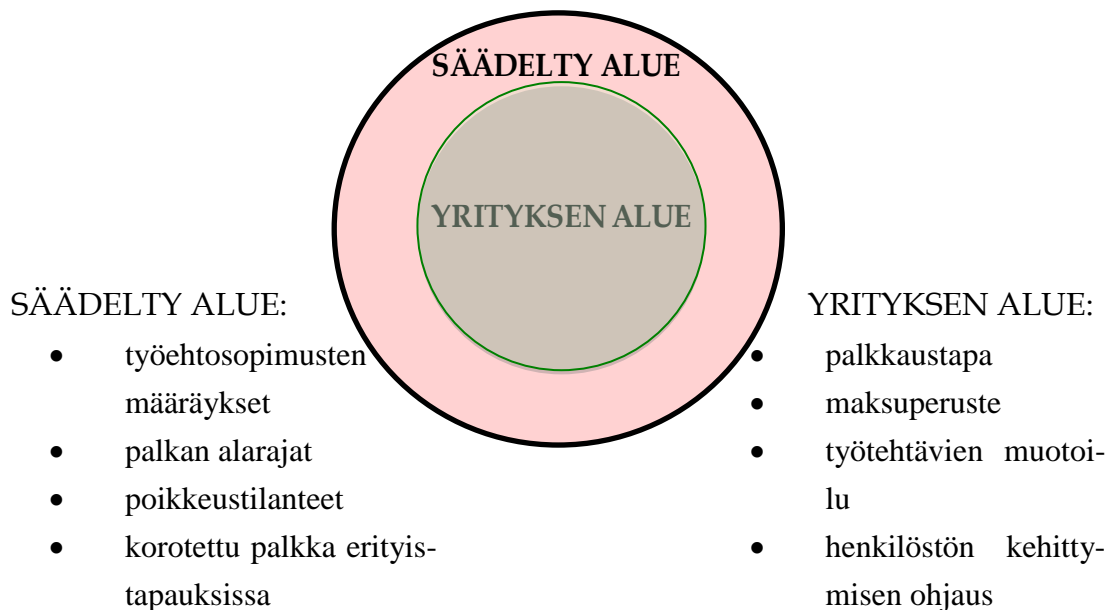 SÄÄDELTY ALUE
YRITYKSEN ALUE
SÄÄDELTY ALUE:
• työehtosopimusten
määräykset
• palkan alarajat
• poikkeustilanteet
• korotettu palkka erityis-
tapauksissa
YRITYKSEN ALUE:
• palkkaustapa
• maksuperuste
• työtehtävien muotoi-
lu
• henkilöstön kehitty-
misen ohjaus